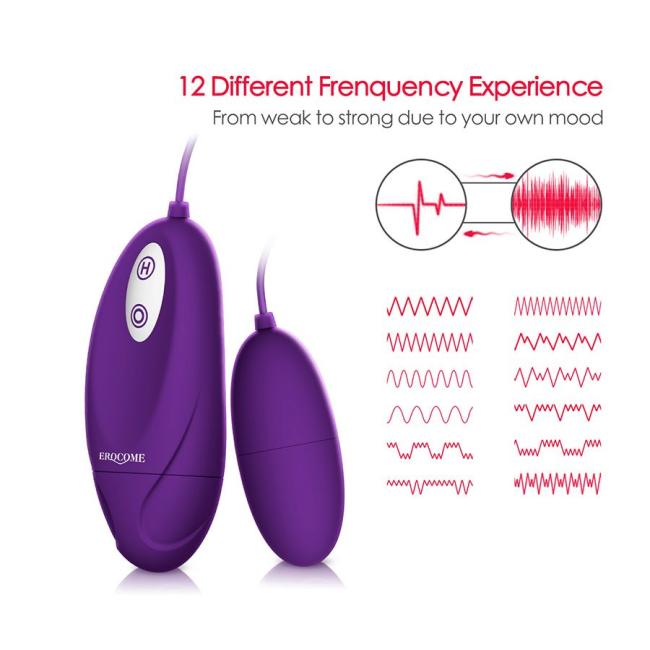 12 Different Frenquency Experience
From weak to strong due to your own mood
H
ERQCOME